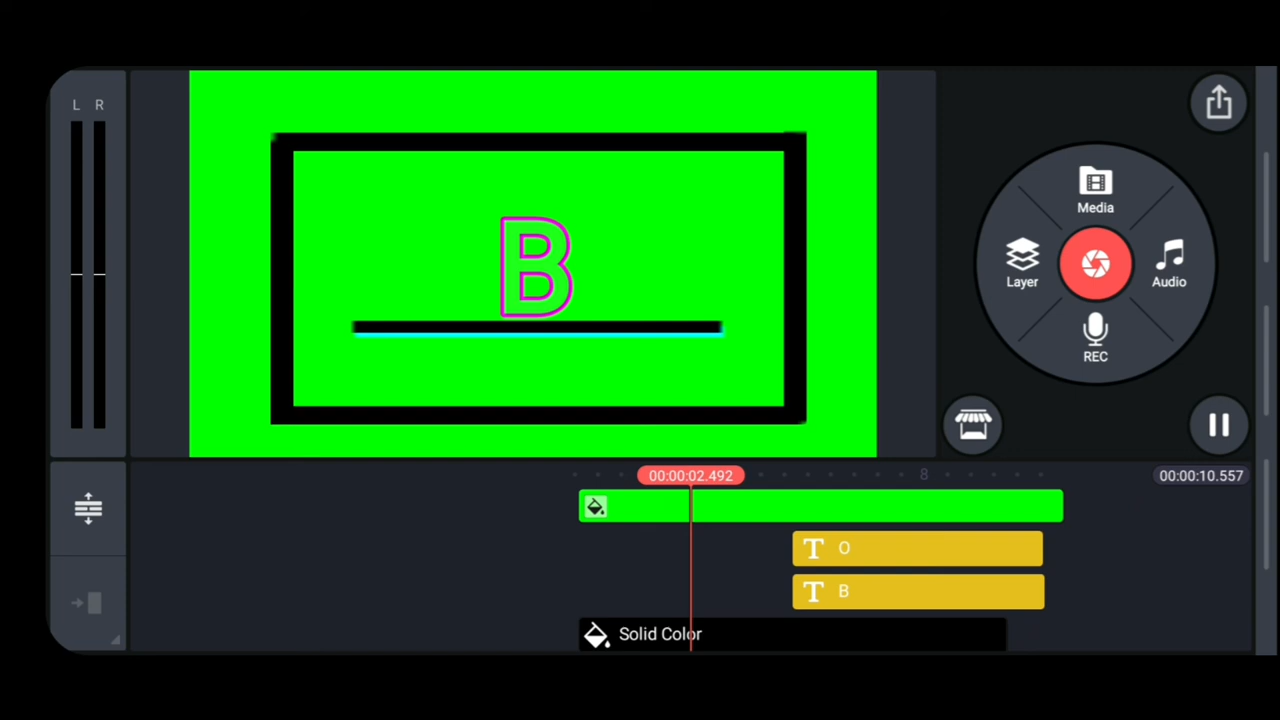 L R
B
Media
Layer
Audio
REC
00:00:02.492
8
00:00:10.557
T O
T B
Solid Color